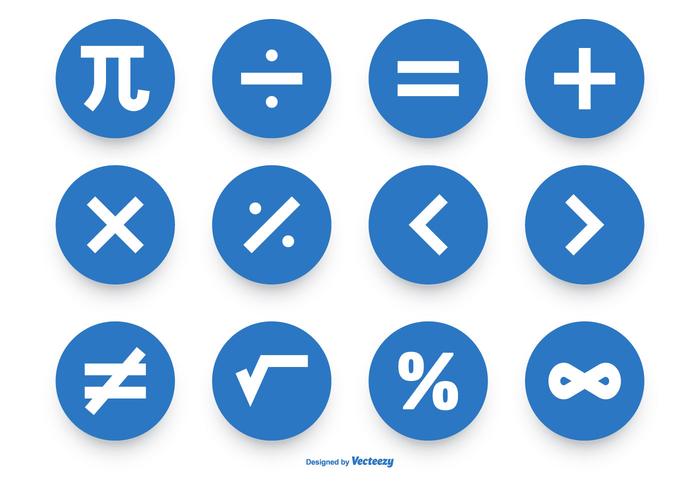 π ÷ = +
× ⁒ < >
≠ √ % ∞
Designed by Vecteezy